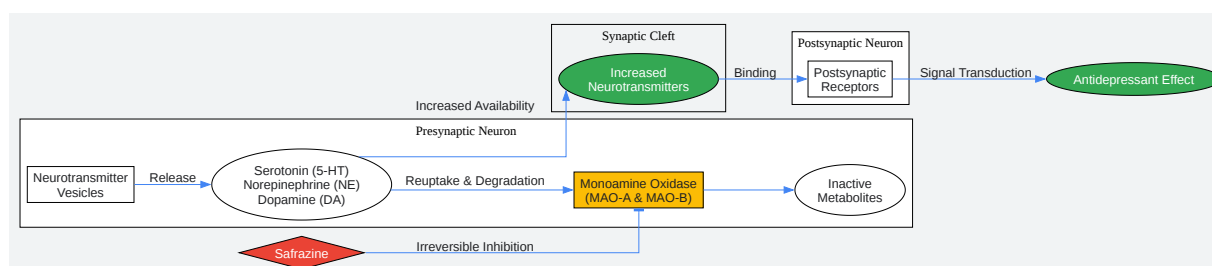 Synaptic Cleft
Increased
Neurotransmitters
Binding
Postsynaptic Neuron
Postsynaptic
Receptors
Signal Transduction
Antidepressant Effect
Increased Availability
Presynaptic Neuron
Neurotransmitter
Vesicles
Release
Serotonin (5-HT)
Norepinephrine (NE)
Dopamine (DA)
Reuptake & Degradation
Monoamine Oxidase
(MAO-A & MAO-B)
Inactive
Metabolites
Safrazine
Irreversible Inhibition